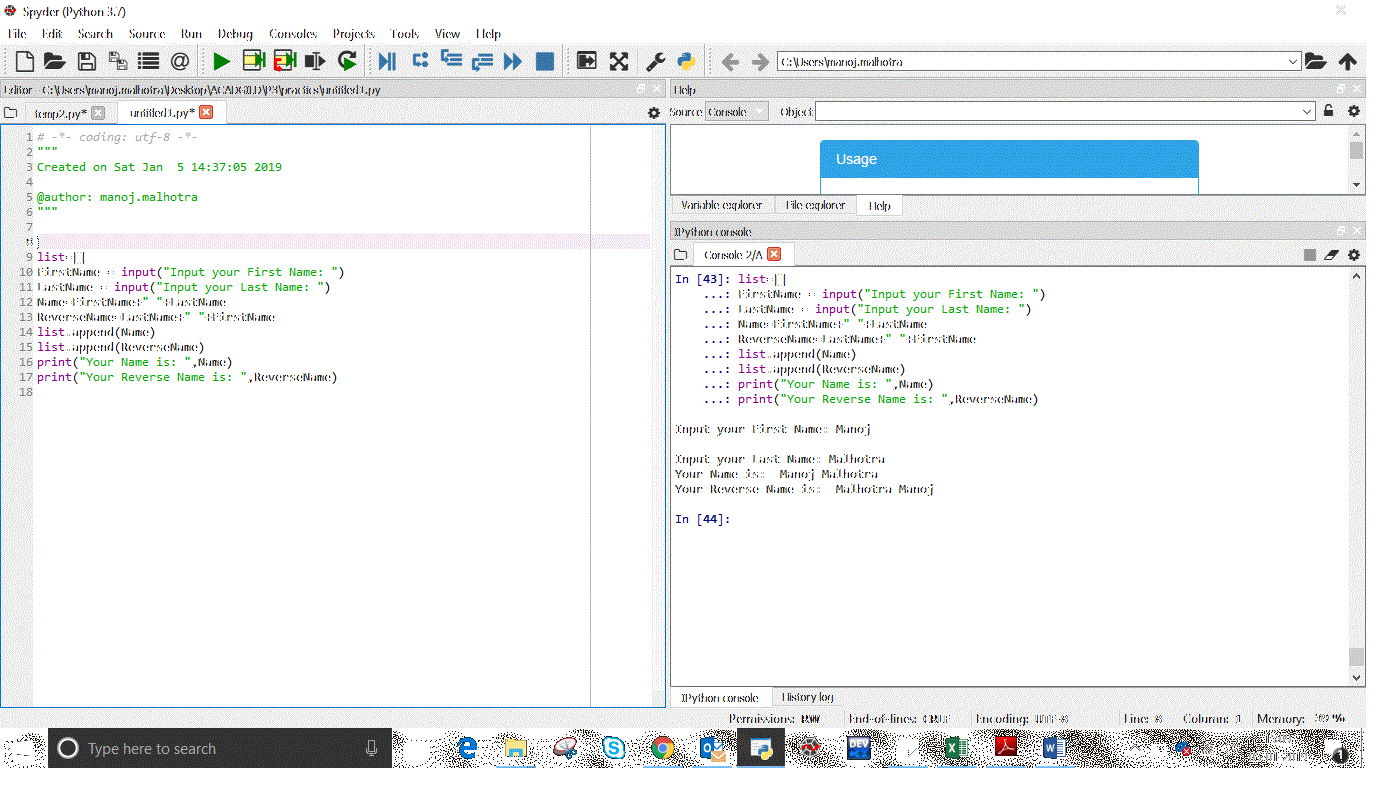 Spyder (Python 3.7)
File Edit Search Source Run Debug Consoles Projects Tools View Help
C:\Users\manoj.malhotra
Editor - C:\Users\manoj.malhotra\Desktop\ACADGILD\P3\practics\untitled1.py
Help
temp2.py* untitled1.py*
Source Console Object
1 # -*- coding: utf-8 -*-
2 """
3 Created on Sat Jan  5 14:37:05 2019
4
5 @author: manoj.malhotra
6 """
7
8
9 list=[]
10 FirstName = input("Input your First Name: ")
11 LastName = input("Input your Last Name: ")
12 Name=FirstName+" "+LastName
13 ReverseName=LastName+" "+FirstName
14 list.append(Name)
15 list.append(ReverseName)
16 print("Your Name is: ",Name)
17 print("Your Reverse Name is: ",ReverseName)
18
Usage
Variable explorer File explorer Help
IPython console
Console 2/A
In [43]: list=[]
...: FirstName = input("Input your First Name: ")
...: LastName = input("Input your Last Name: ")
...: Name=FirstName+" "+LastName
...: ReverseName=LastName+" "+FirstName
...: list.append(Name)
...: list.append(ReverseName)
...: print("Your Name is: ",Name)
...: print("Your Reverse Name is: ",ReverseName)
Input your First Name: Manoj
Input your Last Name: Malhotra
Your Name is:  Manoj Malhotra
Your Reverse Name is:  Malhotra Manoj
In [44]:
IPython console History log
Permissions: RW End-of-lines: CRLF Encoding: UTF-8 Line: 8 Column: 1 Memory: %
Type here to search
DEV
1